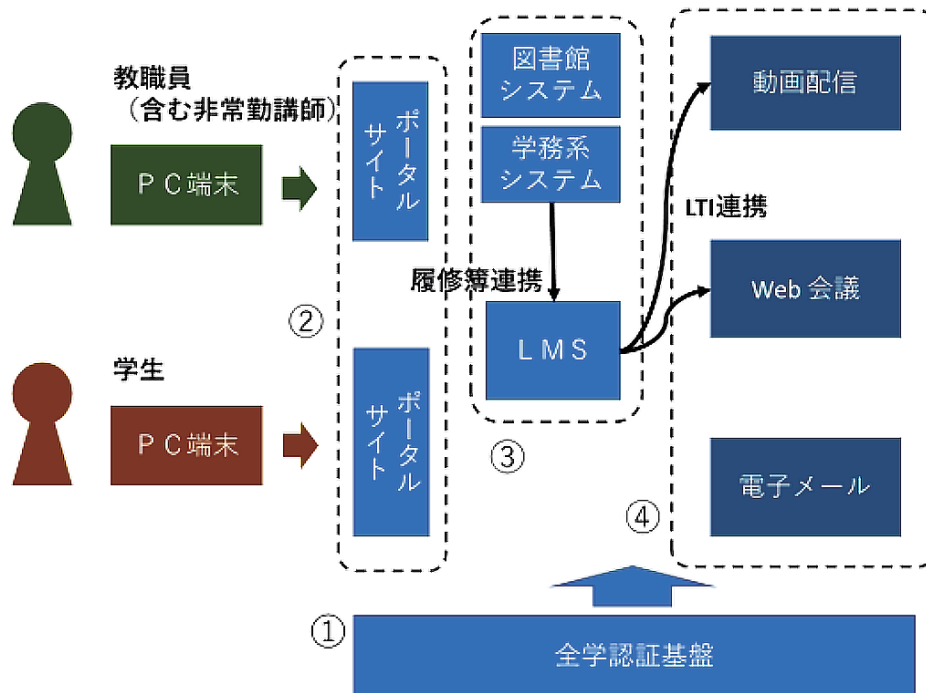 教職員
（含む非常勤講師）
ＰＣ端末
ポータル
サイト
図書館
システム
学務系
システム
動画配信
LTI連携
履修簿連携
Web 会議
②
ＬＭＳ
学生
ＰＣ端末
ポータル
サイト
③
電子メール
④
①
全学認証基盤